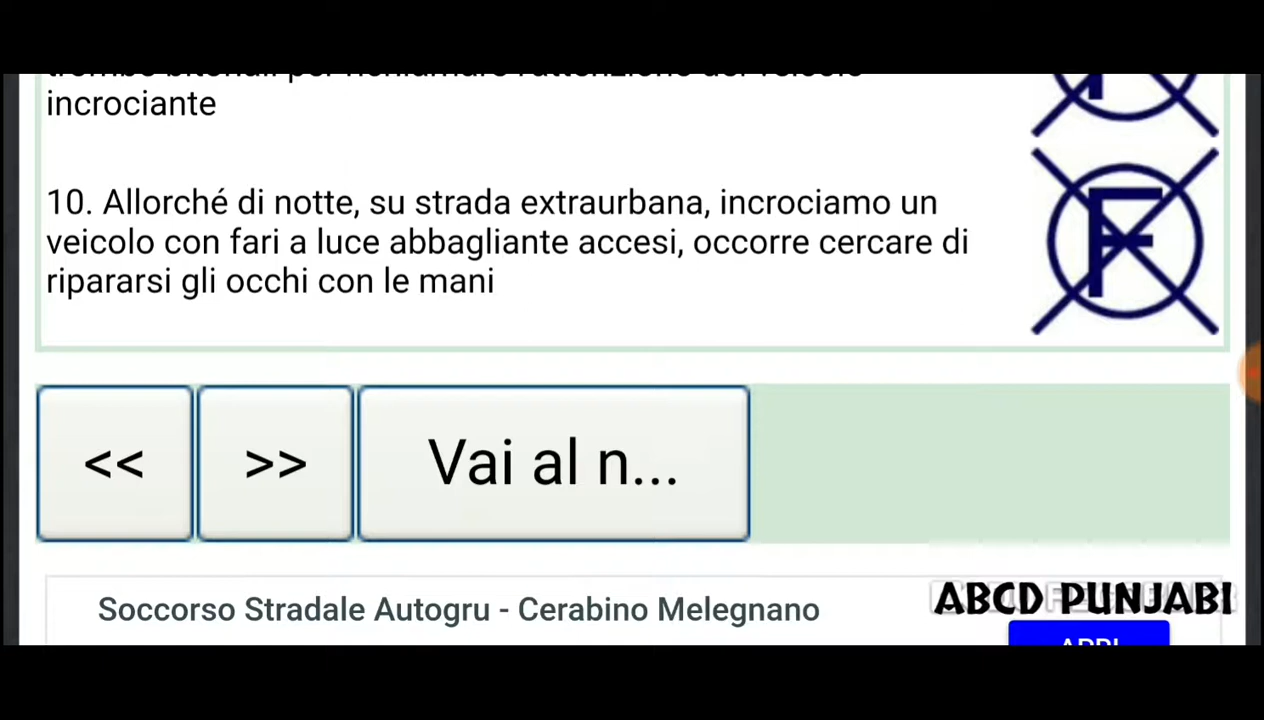 incrociante
10. Allorché di notte, su strada extraurbana, incrociamo un
veicolo con fari a luce abbagliante accesi, occorre cercare di
ripararsi gli occhi con le mani
F
<< >> Vai al n...
Soccorso Stradale Autogru - Cerabino Melegnano
ABCD PUNJABI